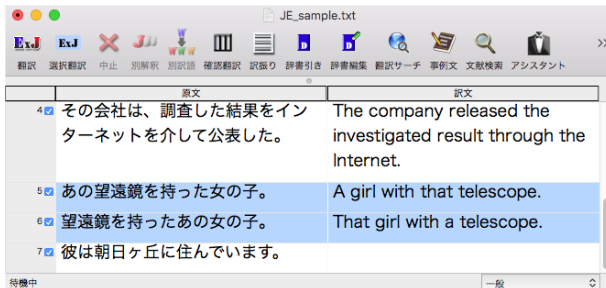 JE_sample.txt
ExJ ExJ JJ W D D
翻訳 選択翻訳 中止 別解釈 別訳語 確認翻訳 訳振り 辞書引き 辞書編集 翻訳サーチ 事例文 文献検索 アシスタント
原文 訳文
4 その会社は、調査した結果をイン
ターネットを介して公表した。
The company released the
investigated result through the
Internet.
5 あの望遠鏡を持った女の子。 A girl with that telescope.
6 望遠鏡を持ったあの女の子。 That girl with a telescope.
7 彼は朝日ヶ丘に住んでいます。
待機中 一般